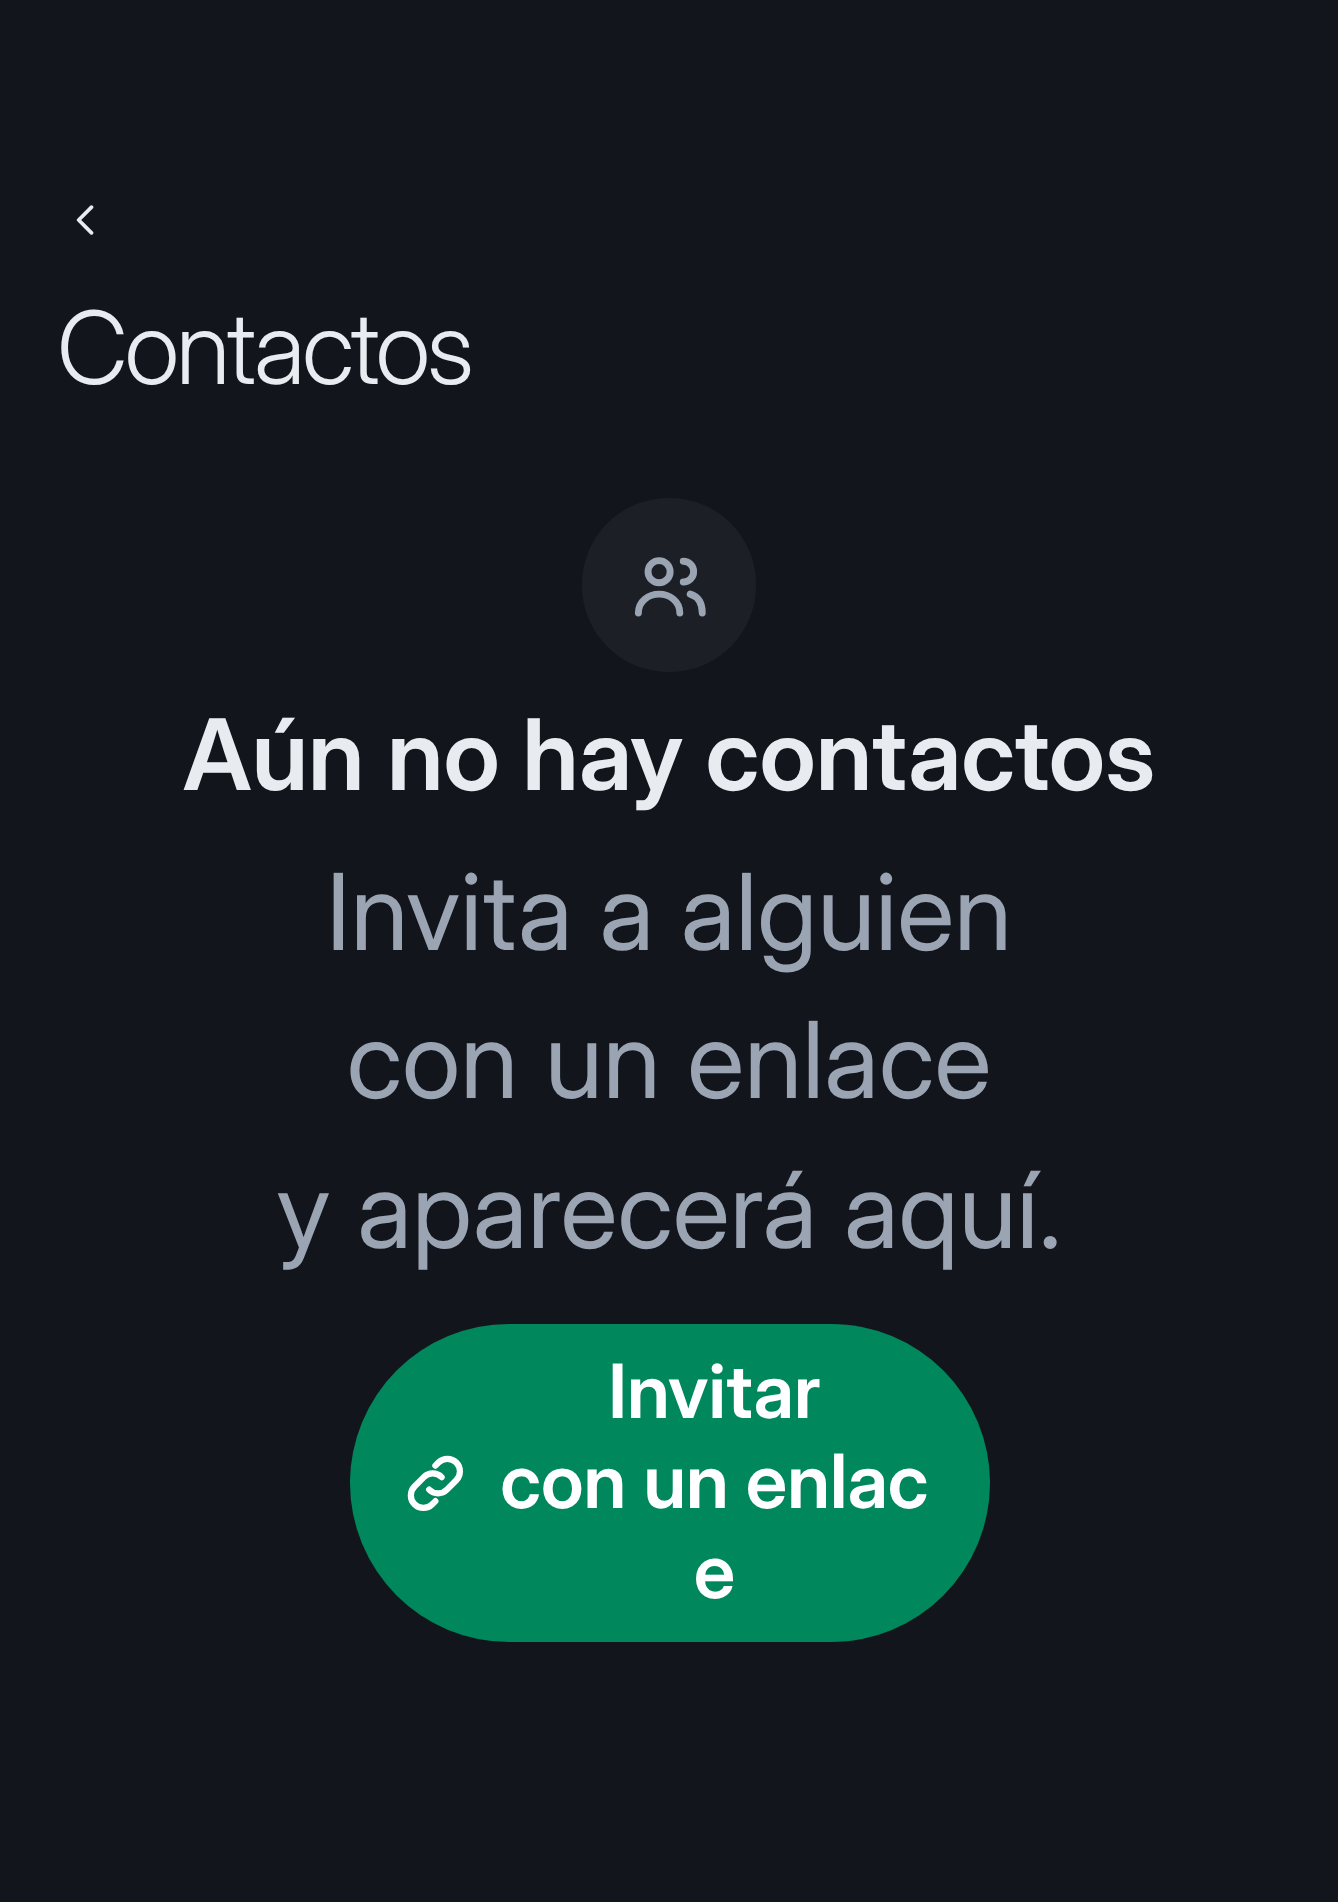 Contactos
Aún no hay contactos
Invita a alguien
con un enlace
y aparecerá aquí.
Invitar
con un enlac
e